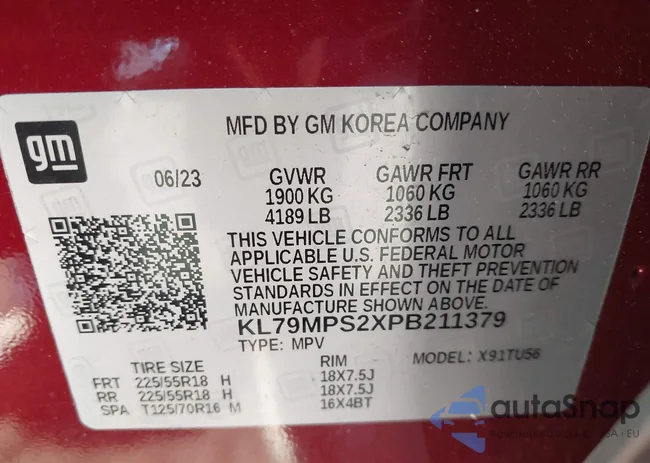 gm
MFD BY GM KOREA COMPANY
06/23
GVWR
1900 KG
4189 LB
GAWR FRT
1060 KG
2336 LB
GAWR RR
1060 KG
2336 LB
THIS VEHICLE CONFORMS TO ALL
APPLICABLE U.S. FEDERAL MOTOR
VEHICLE SAFETY AND THEFT PREVENTION
STANDARDS IN EFFECT ON THE DATE OF
MANUFACTURE SHOWN ABOVE.
KL79MPS2XPB211379
TYPE: MPV
MODEL: X91TU56
TIRE SIZE
RIM
FRT 225/55R18 H 18X7.5J
RR 225/55R18 H 18X7.5J
SPA T125/70R16 M 16X4BT
autoSnap